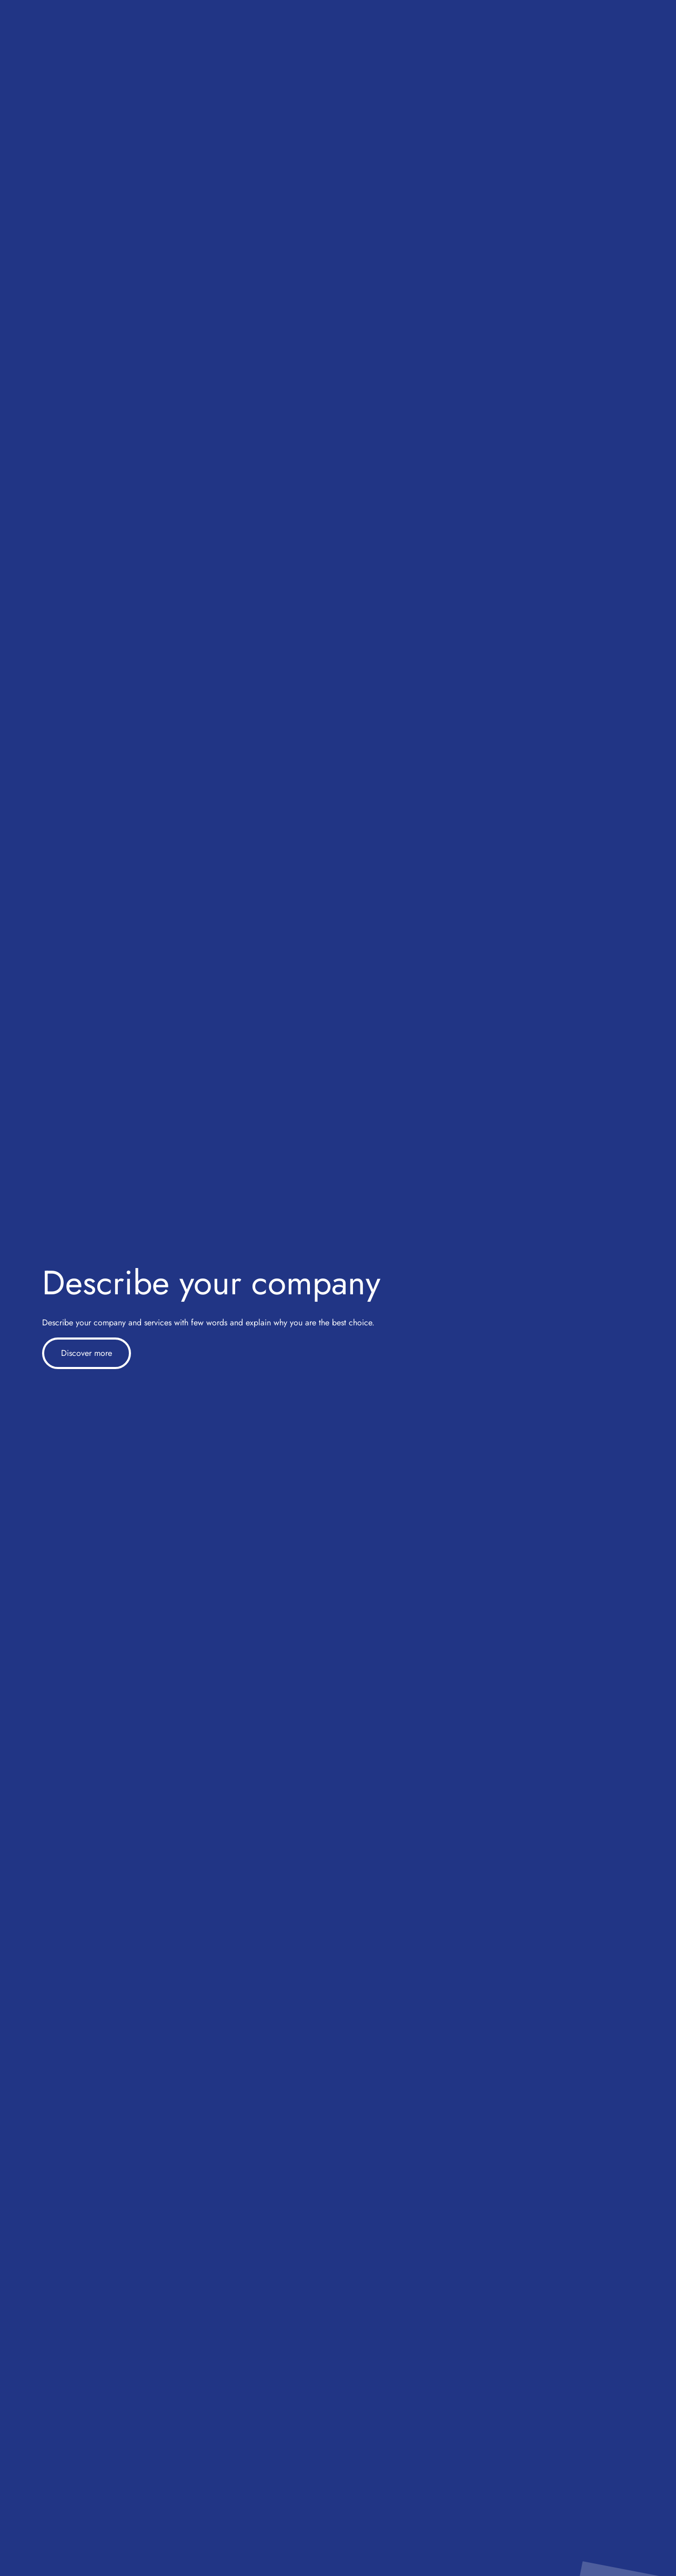 Describe your company
Describe your company and services with few words and explain why you are the best choice.
Discover more